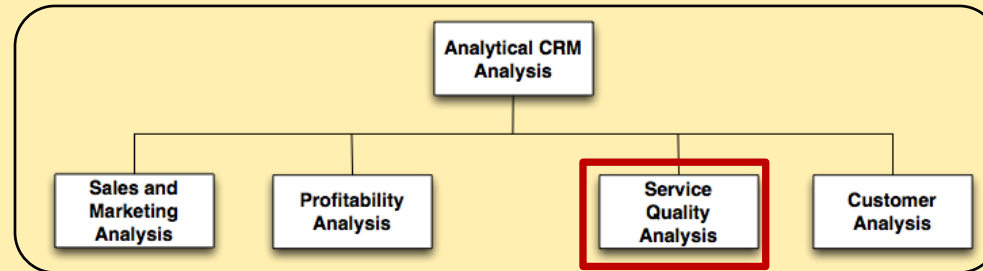 Analytical CRM
Analysis
Sales and
Marketing
Analysis
Profitability
Analysis
Service
Quality
Analysis
Customer
Analysis